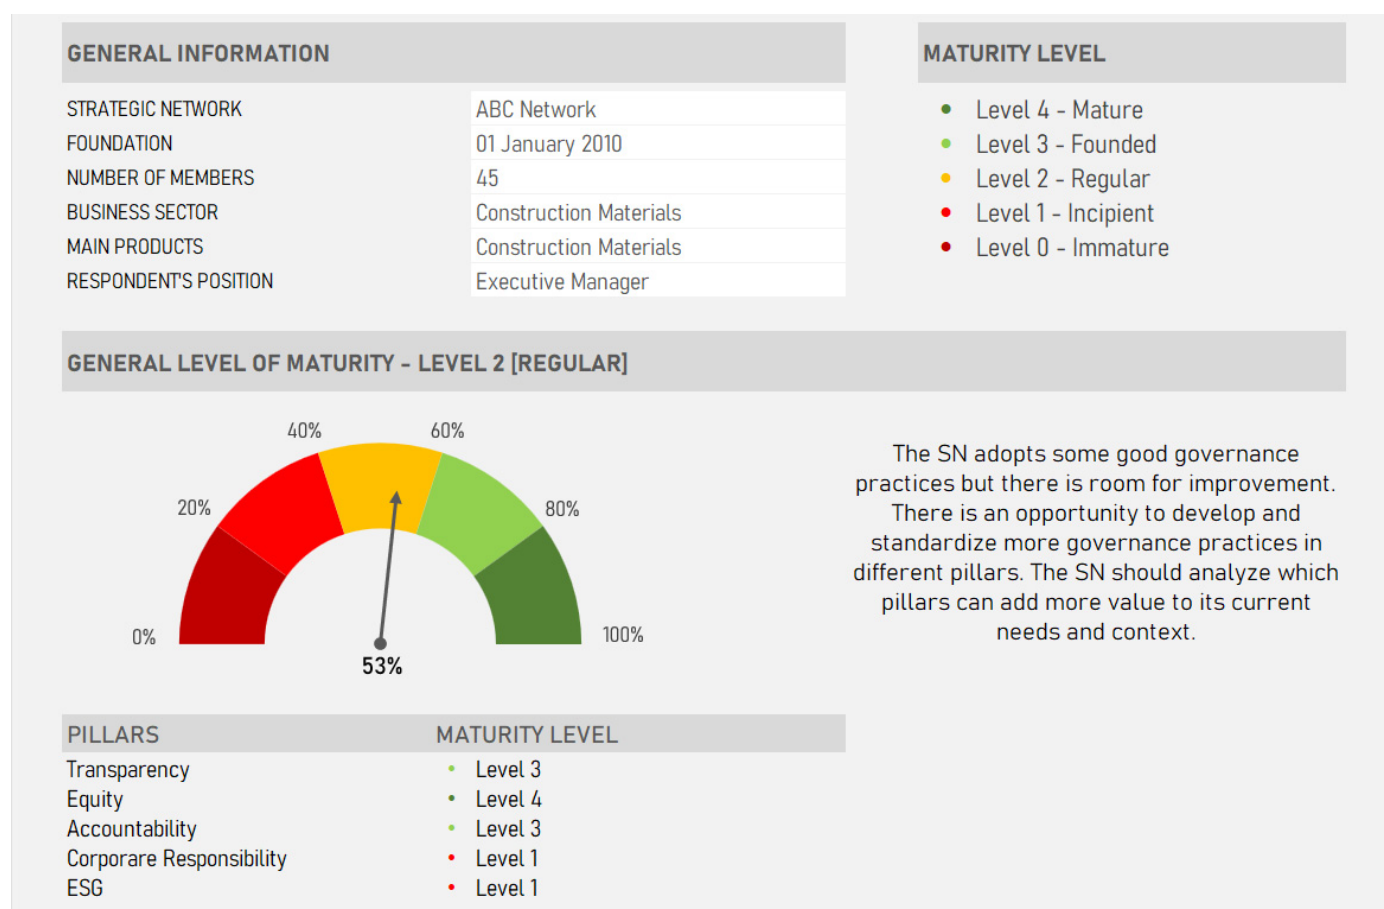 GENERAL INFORMATION
STRATEGIC NETWORK ABC Network
FOUNDATION 01 January 2010
NUMBER OF MEMBERS 45
BUSINESS SECTOR Construction Materials
MAIN PRODUCTS Construction Materials
RESPONDENT'S POSITION Executive Manager
MATURITY LEVEL
• Level 4 - Mature
• Level 3 - Founded
• Level 2 - Regular
• Level 1 - Incipient
• Level 0 - Immature
GENERAL LEVEL OF MATURITY - LEVEL 2 [REGULAR]
0%
20%
40%
60%
80%
100%
53%
The SN adopts some good governance
practices but there is room for improvement.
There is an opportunity to develop and
standardize more governance practices in
different pillars. The SN should analyze which
pillars can add more value to its current
needs and context.
PILLARS MATURITY LEVEL
Transparency • Level 3
Equity • Level 4
Accountability • Level 3
Corporare Responsibility • Level 1
ESG • Level 1